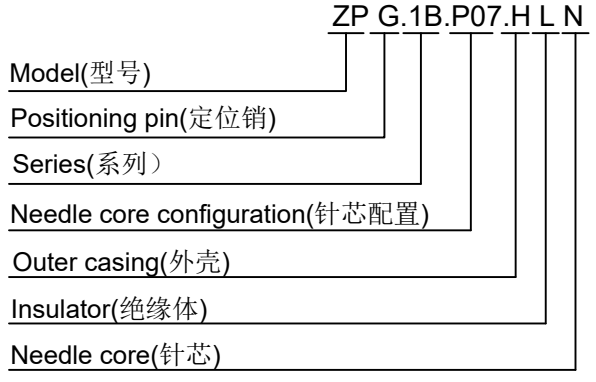 ZP G.1B.P07.H L N
Model(型号)
Positioning pin(定位销)
Series(系列）
Needle core configuration(针芯配置)
Outer casing(外壳)
Insulator(绝缘体)
Needle core(针芯)